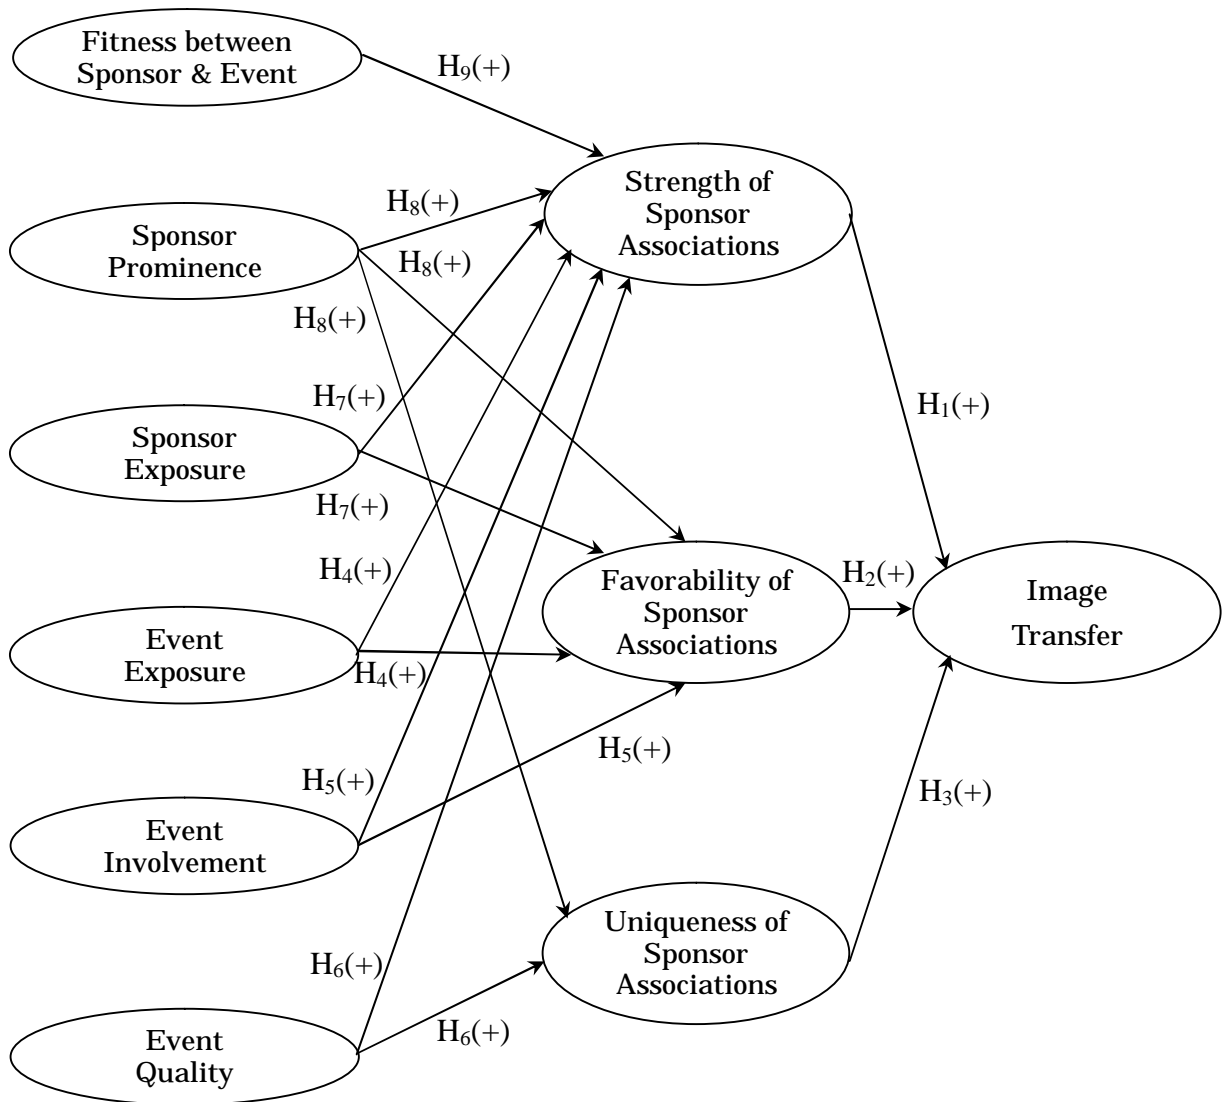 Fitness between
Sponsor & Event
H₉(+)
Strength of
Sponsor
Associations
H₈(+)
Sponsor
Prominence
H₈(+)
H₈(+)
H₇(+)
H₁(+)
Sponsor
Exposure
H₇(+)
H₄(+)
Favorability of
Sponsor
Associations
H₂(+)
Image
Transfer
Event
Exposure
H₄(+)
H₅(+)
H₅(+)
H₃(+)
Event
Involvement
Uniqueness of
Sponsor
Associations
H₆(+)
H₆(+)
Event
Quality